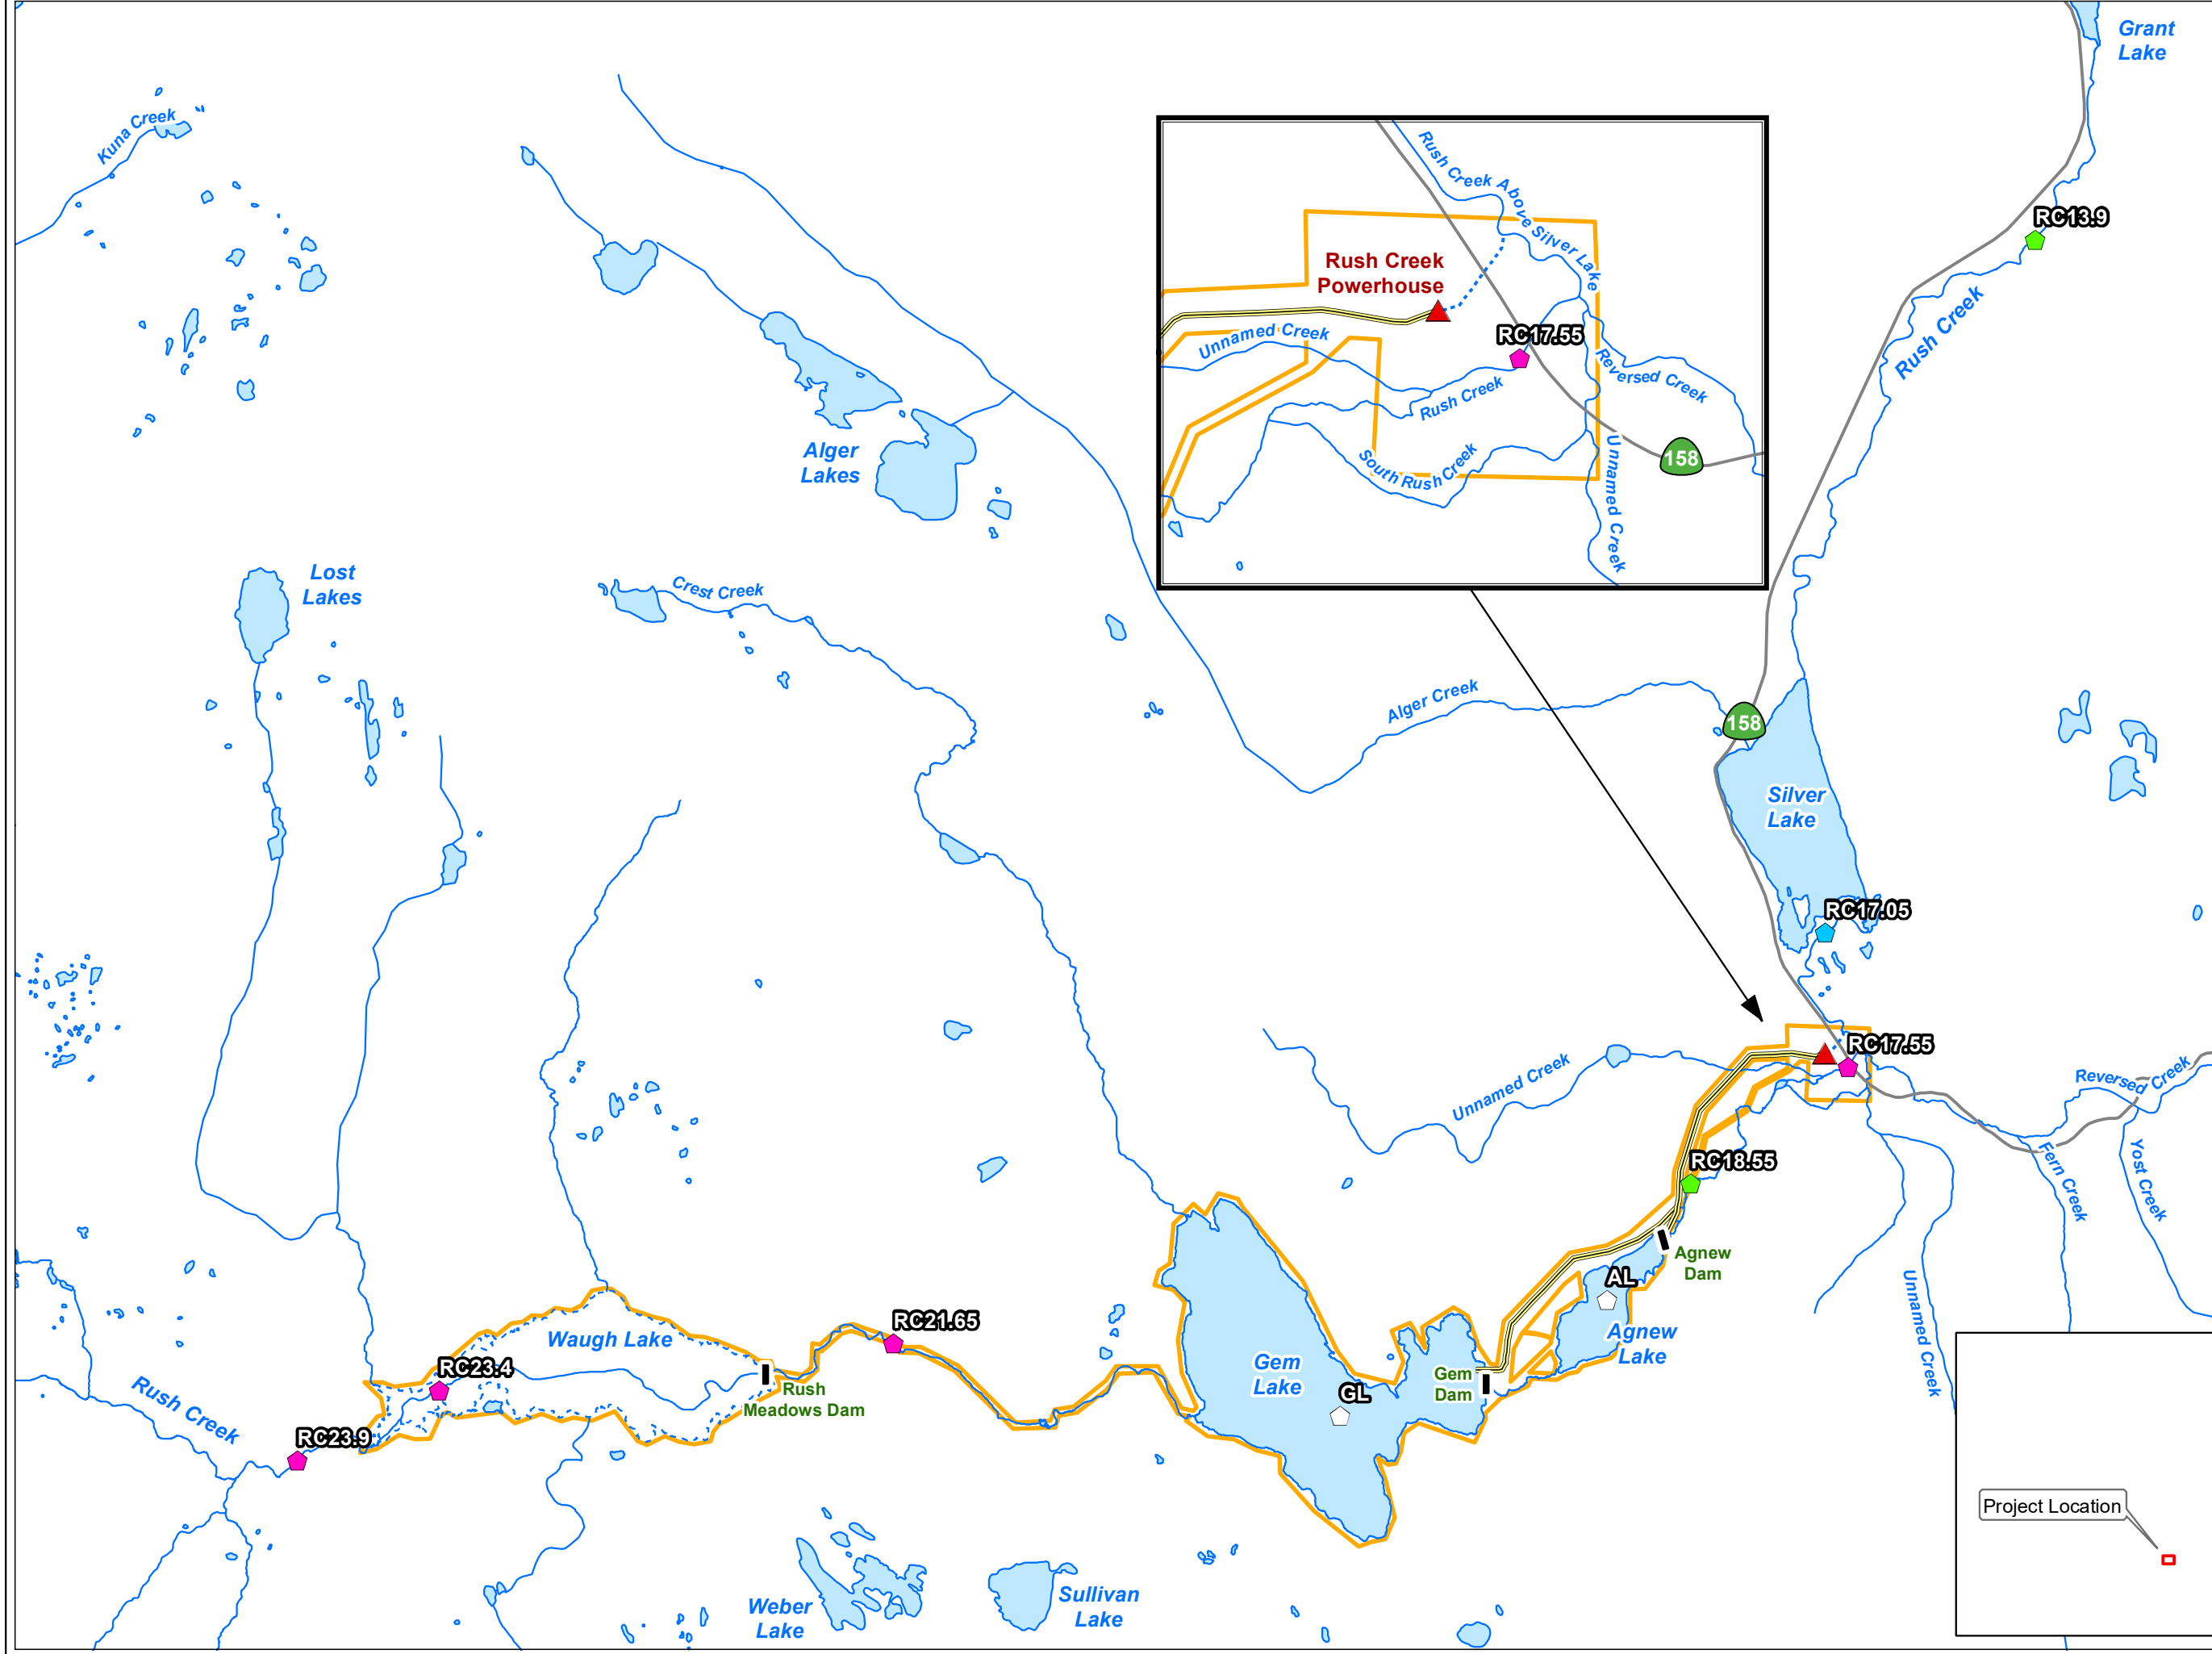 Grant
Lake
Kuna Creek
Rush Creek Above Silver Lake
RC13.9
Rush Creek
Powerhouse
Unnamed Creek
RC17.55
Reversed Creek
Rush Creek
South Rush Creek
Unnamed Creek
158
Rush Creek
Alger
Lakes
Lost
Lakes
Crest Creek
Alger Creek
158
Silver
Lake
RC17.05
RC17.55
Unnamed Creek
Reversed Creek
Fern Creek
Yost Creek
RC18.55
Agnew
Dam
AL
Agnew
Lake
Unnamed Creek
Waugh Lake
RC21.65
RC23.4
Rush
Meadows Dam
Gem
Lake
Gem
Dam
GL
Rush Creek
RC23.9
Project Location
Weber
Lake
Sullivan
Lake